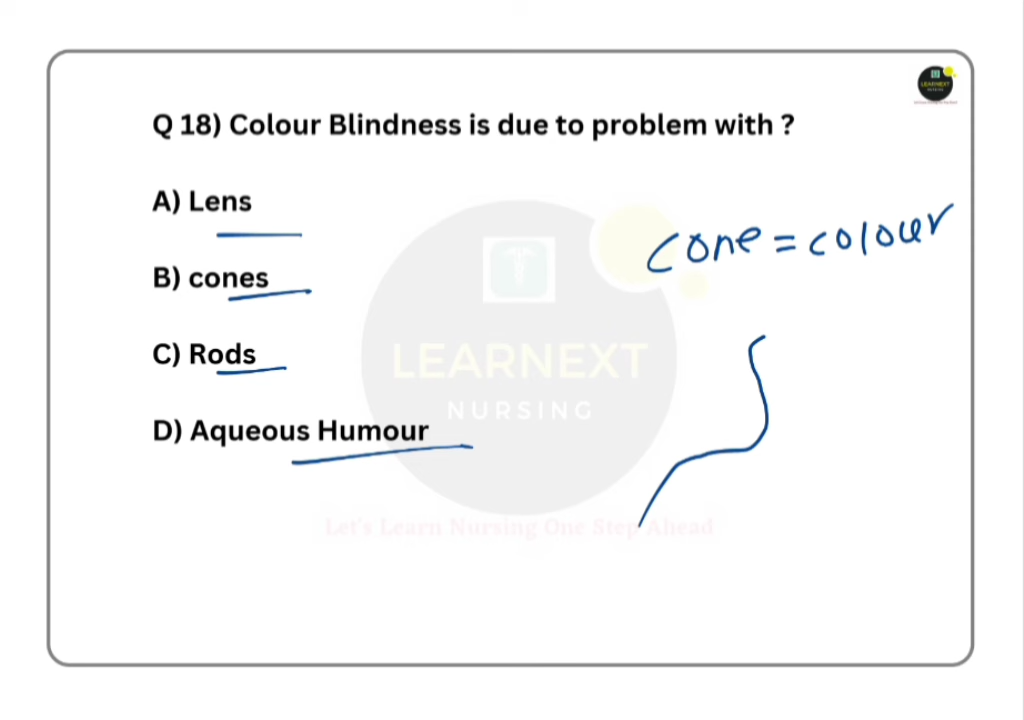 LEARNEXT
Q 18) Colour Blindness is due to problem with ?
A) Lens
cone = colour
B) cones
C) Rods
LEARNEXT
NURSING
D) Aqueous Humour
Let's Learn Nursing One Step Ahead